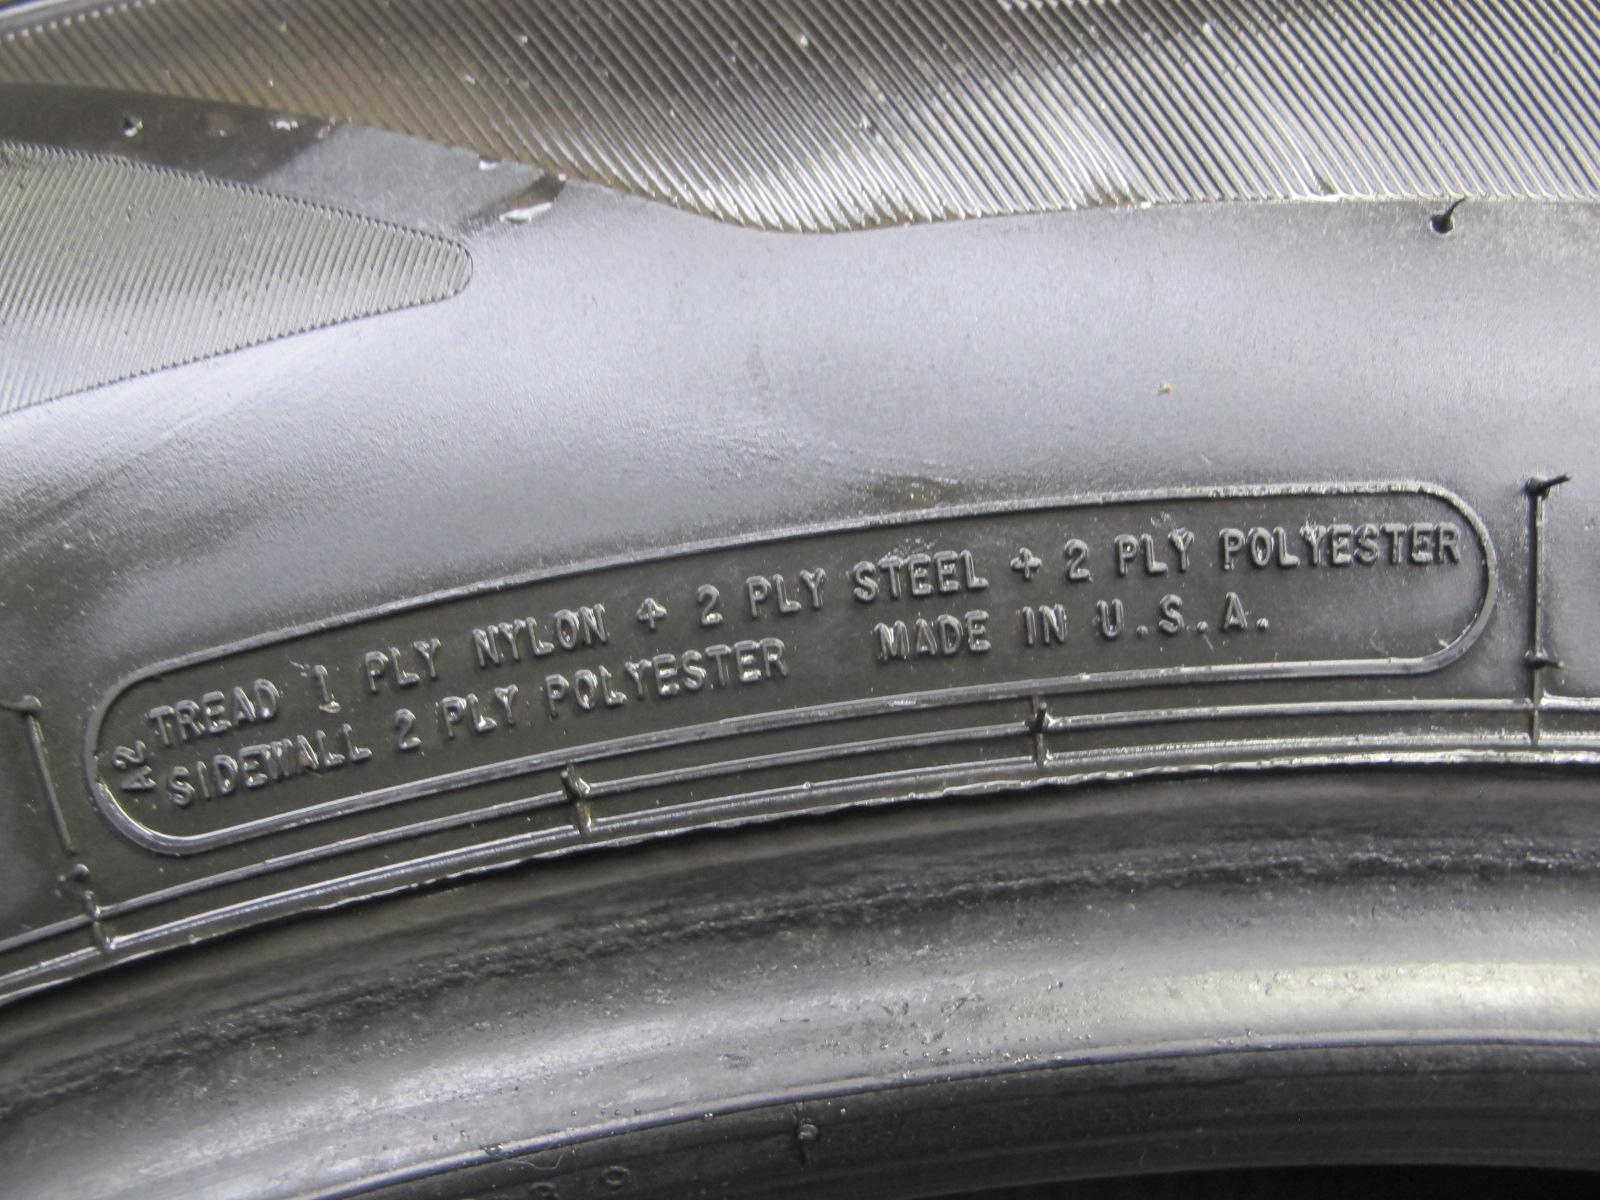 A2
TREAD 1 PLY NYLON + 2 PLY STEEL + 2 PLY POLYESTER
SIDEWALL 2 PLY POLYESTER MADE IN U.S.A.